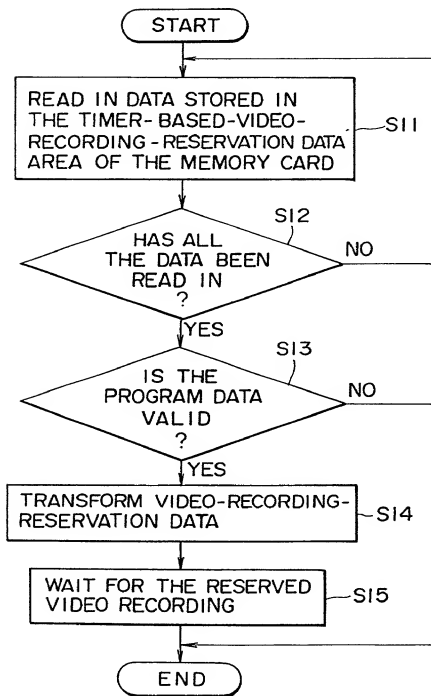 START
READ IN DATA STORED IN
THE TIMER-BASED-VIDEO-
RECORDING-RESERVATION DATA
AREA OF THE MEMORY CARD
S11
S12
HAS ALL
THE DATA BEEN
READ IN
?
NO
YES
S13
IS THE
PROGRAM DATA
VALID
?
NO
YES
TRANSFORM VIDEO-RECORDING-
RESERVATION DATA
S14
WAIT FOR THE RESERVED
VIDEO RECORDING
S15
END